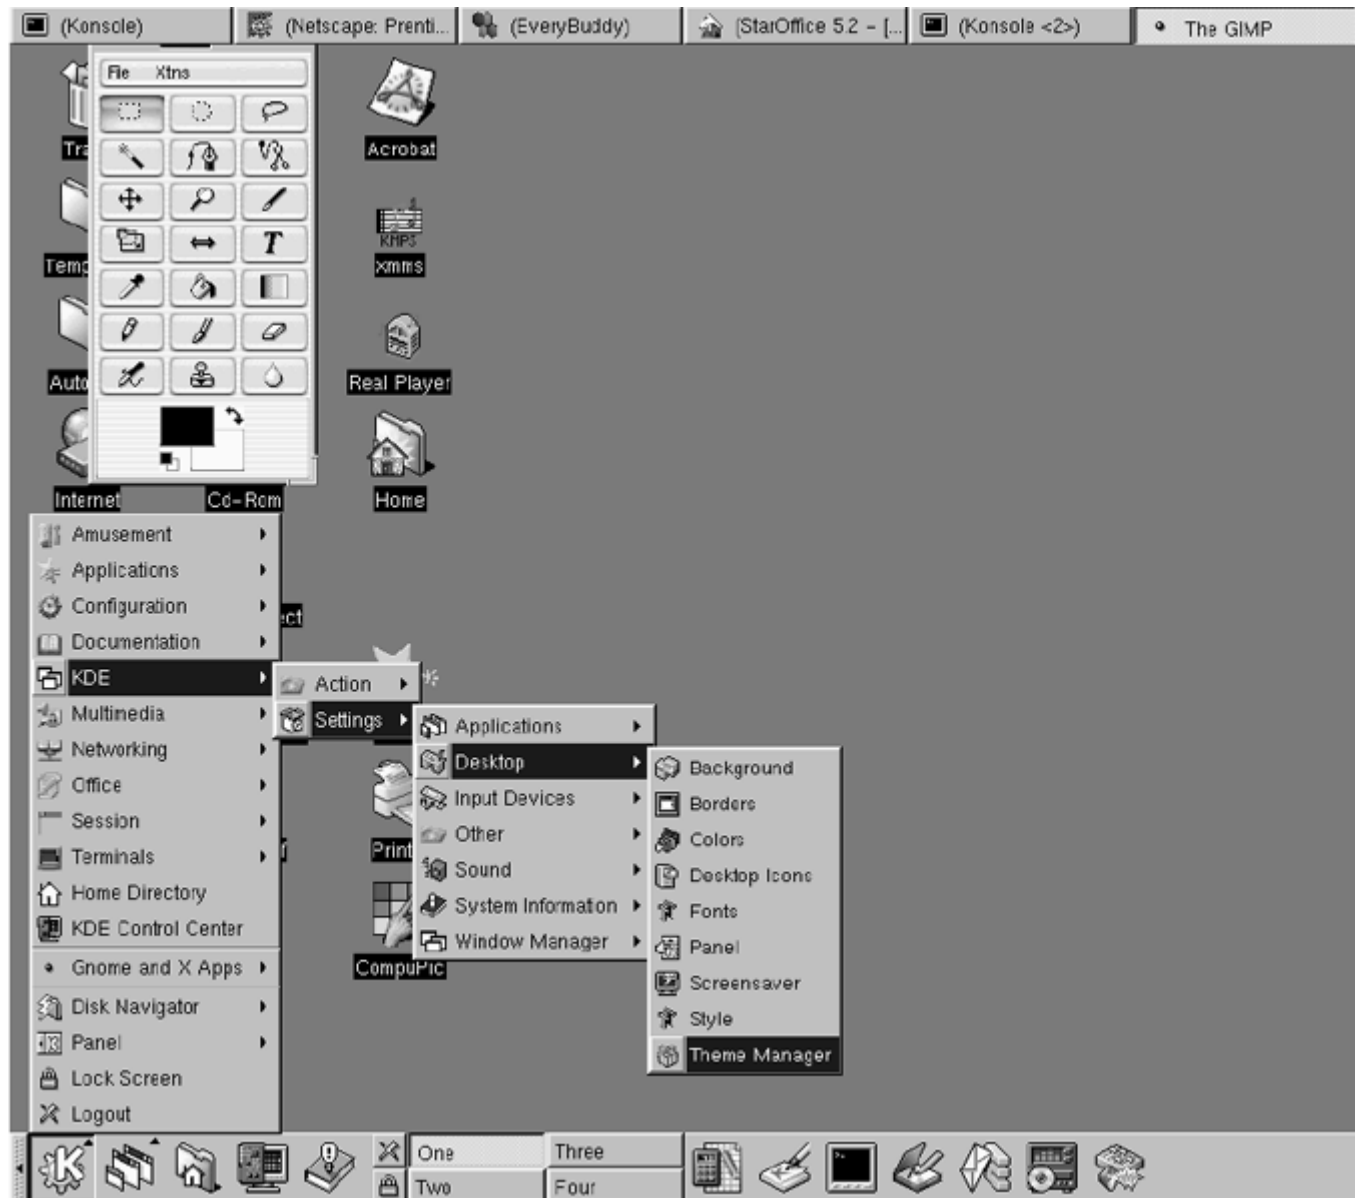 (Konsole)
(Netscape: Prenti...
(EveryBuddy)
(StarOffice 5.2 - [...
(Konsole <2>)
The GIMP
File Xtns
Acrobat
KMPS
xmms
Real Player
Internet
Cd-Rom
Home
Amusement
Applications
Configuration
Documentation
KDE
Multimedia
Networking
Office
Session
Terminals
Home Directory
KDE Control Center
Gnome and X Apps
Disk Navigator
Panel
Lock Screen
Logout
Action
Settings
Applications
Desktop
Input Devices
Other
Sound
System Information
Window Manager
CompuPic
Background
Borders
Colors
Desktop Icons
Fonts
Panel
Screensaver
Style
Theme Manager
One
Two
Three
Four